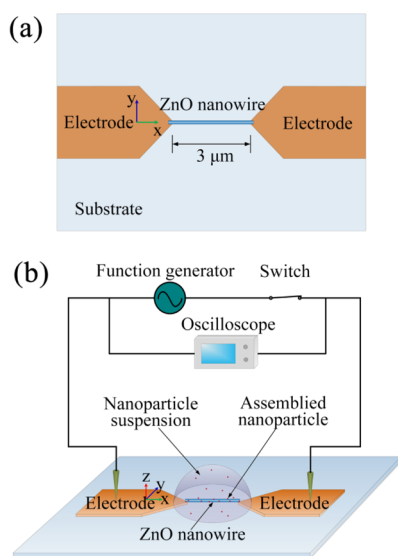 (a)
ZnO nanowire
y
Electrode
x
Electrode
3 μm
Substrate
(b)
Function generator
Switch
Oscilloscope
Nanoparticle
suspension
Assemblied
nanoparticle
z
y
Electrode
x
Electrode
ZnO nanowire